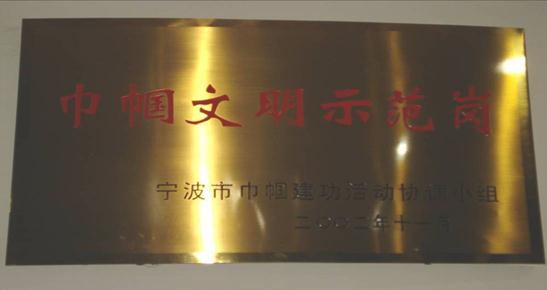 巾帼文明示范岗
宁波市巾帼建功活动协调小组
二〇〇二年十一月